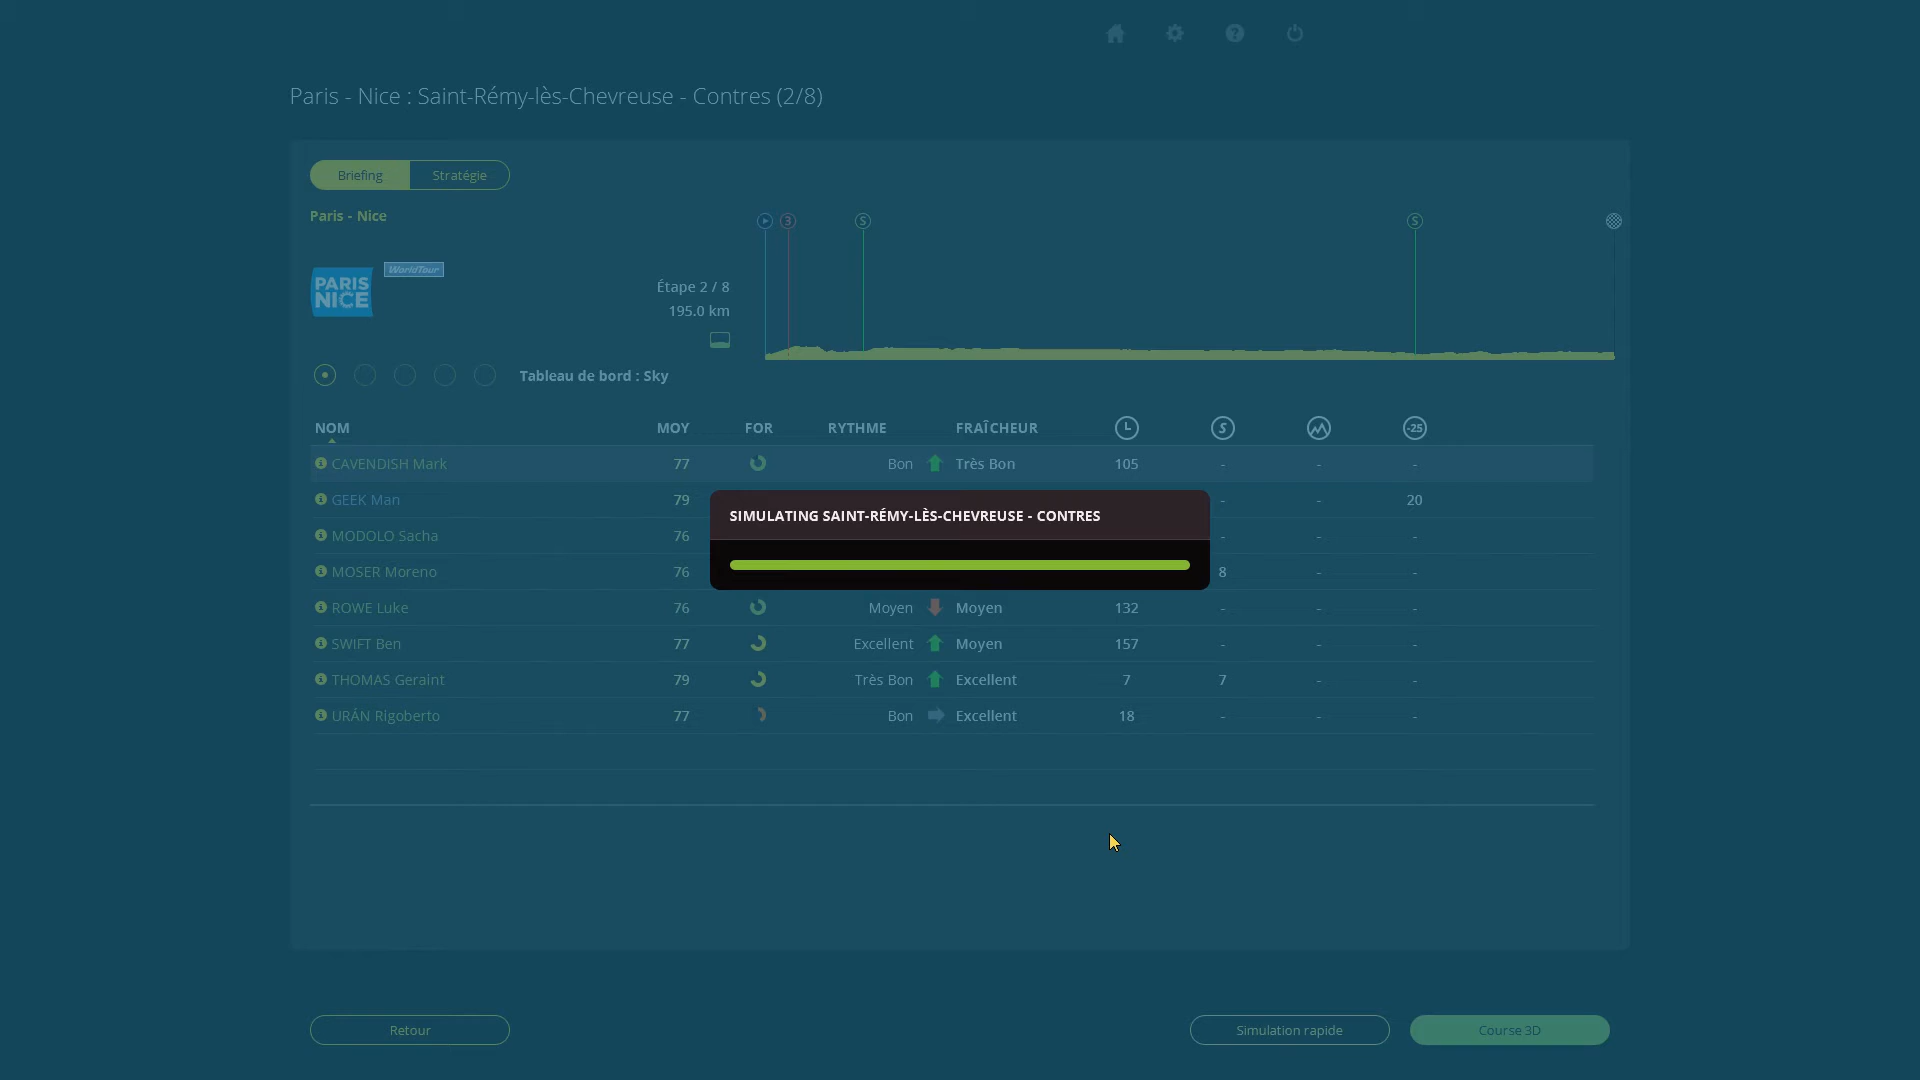 Paris - Nice : Saint-Rémy-lès-Chevreuse - Contres (2/8)
Briefing Stratégie
Paris - Nice
3 S S
WorldTour
PARIS NICE
Étape 2 / 8
195.0 km
Tableau de bord : Sky
NOM MOY FOR RYTHME FRAÎCHEUR S -25
CAVENDISH Mark 77 Bon Très Bon 105 - - -
GEEK Man 79 - - 20
MODOLO Sacha 76 - - -
MOSER Moreno 76 8 - -
ROWE Luke 76 Moyen Moyen 132 - - -
SWIFT Ben 77 Excellent Moyen 157 - - -
THOMAS Geraint 79 Très Bon Excellent 7 7 - -
URÁN Rigoberto 77 Bon Excellent 18 - - -
SIMULATING SAINT-RÉMY-LÈS-CHEVREUSE - CONTRES
Retour Simulation rapide Course 3D